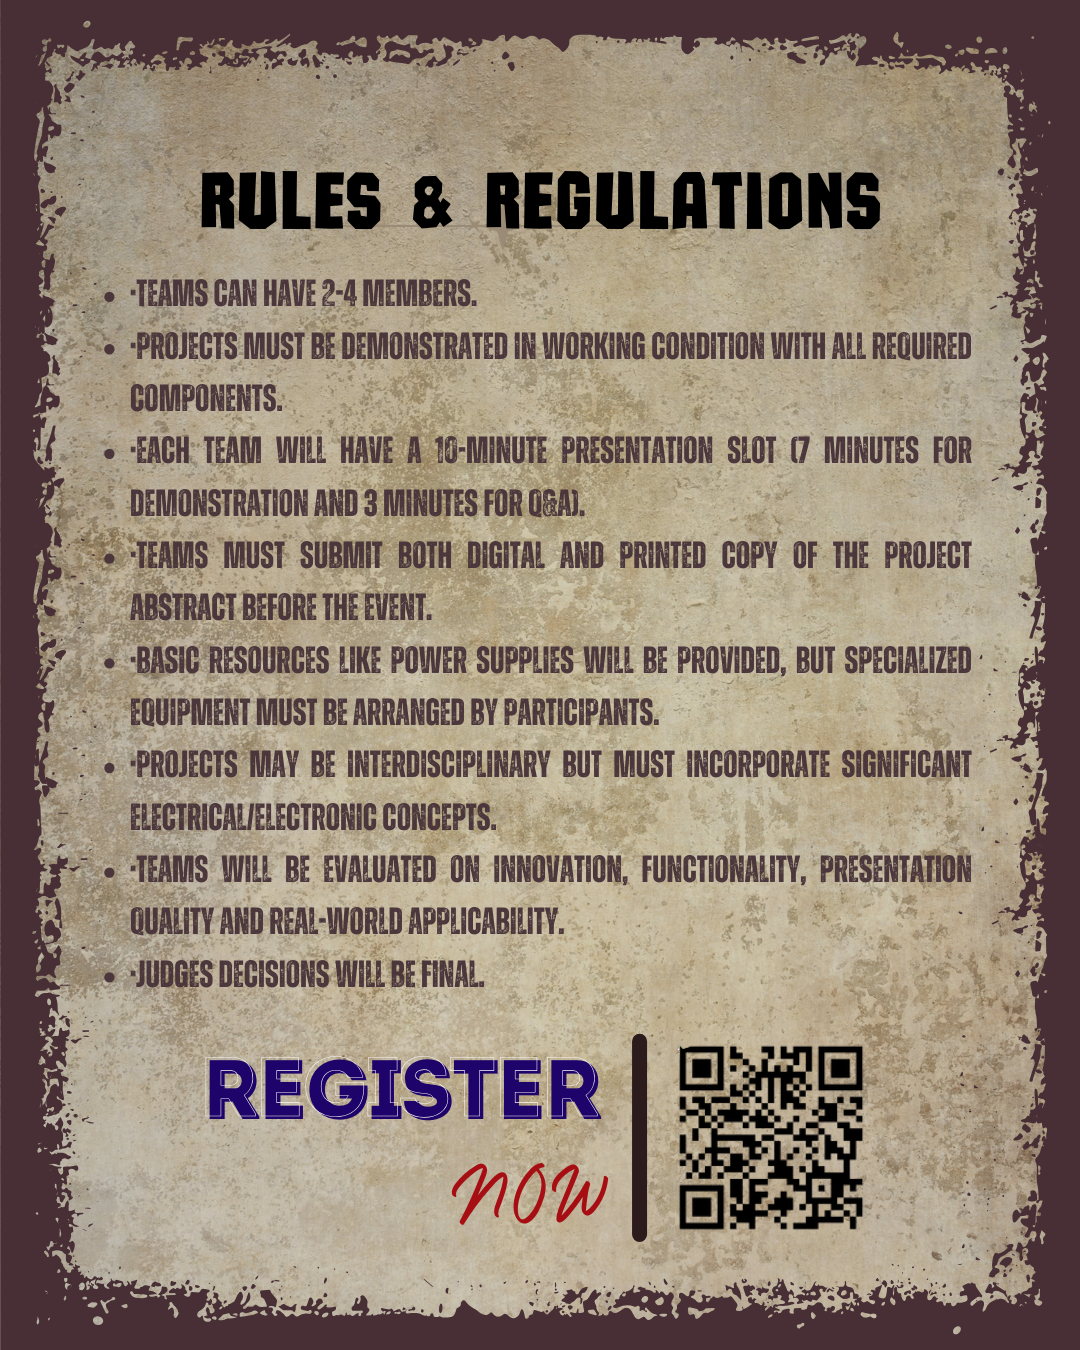 RULES & REGULATIONS
• ·TEAMS CAN HAVE 2-4 MEMBERS.
• ·PROJECTS MUST BE DEMONSTRATED IN WORKING CONDITION WITH ALL REQUIRED
COMPONENTS.
• ·EACH TEAM WILL HAVE A 10-MINUTE PRESENTATION SLOT (7 MINUTES FOR
DEMONSTRATION AND 3 MINUTES FOR Q&A).
• ·TEAMS MUST SUBMIT BOTH DIGITAL AND PRINTED COPY OF THE PROJECT
ABSTRACT BEFORE THE EVENT.
• ·BASIC RESOURCES LIKE POWER SUPPLIES WILL BE PROVIDED, BUT SPECIALIZED
EQUIPMENT MUST BE ARRANGED BY PARTICIPANTS.
• ·PROJECTS MAY BE INTERDISCIPLINARY BUT MUST INCORPORATE SIGNIFICANT
ELECTRICAL/ELECTRONIC CONCEPTS.
• ·TEAMS WILL BE EVALUATED ON INNOVATION, FUNCTIONALITY, PRESENTATION
QUALITY AND REAL-WORLD APPLICABILITY.
• ·JUDGES DECISIONS WILL BE FINAL.
REGISTER
NOW